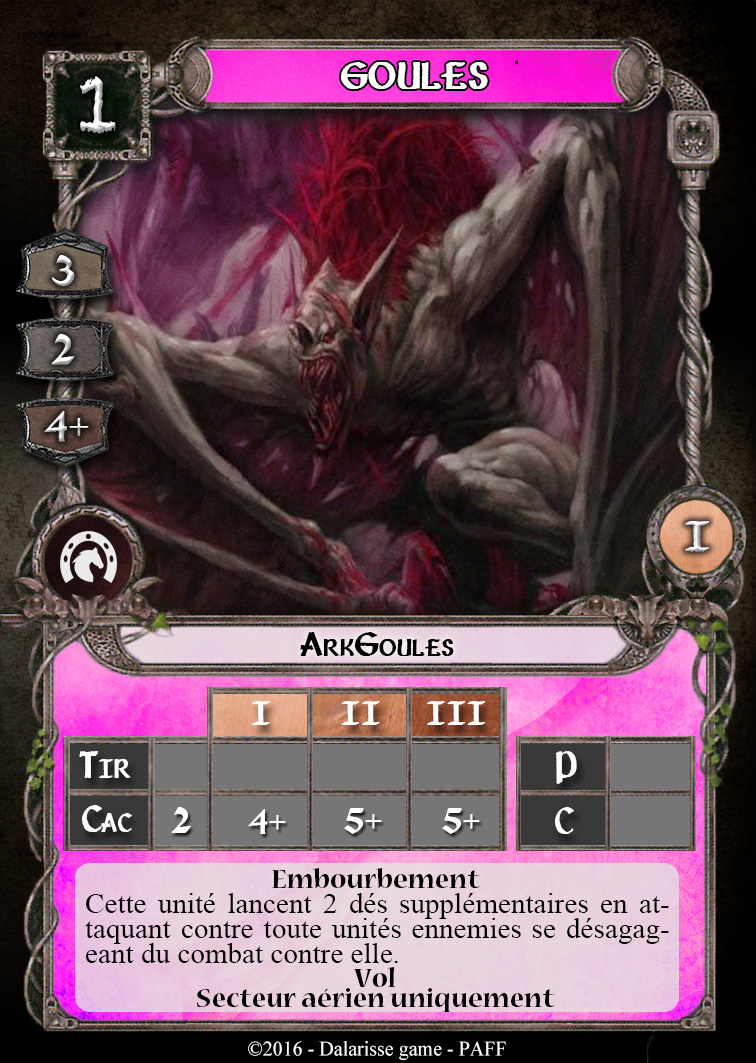 GOULES
1
3
2
4+
I
ArkGoules
I II III
Tir
P
Cac 2 4+ 5+ 5+
C
Embourbement
Cette unité lancent 2 dés supplémentaires en at-
taquant contre toute unités ennemies se désagag-
eant du combat contre elle.
Vol
Secteur aérien uniquement
©2016 - Dalarisse game - PAFF